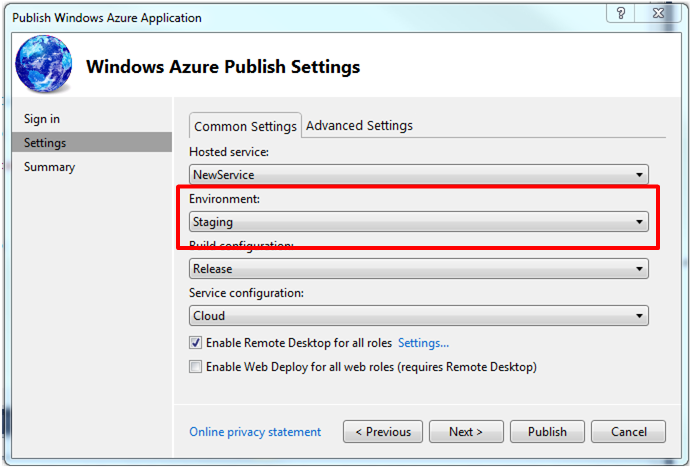 Publish Windows Azure Application
Windows Azure Publish Settings
Sign in
Settings
Summary
Common Settings
Advanced Settings
Hosted service:
NewService
Environment:
Staging
Build configuration:
Release
Service configuration:
Cloud
Enable Remote Desktop for all roles Settings...
Enable Web Deploy for all web roles (requires Remote Desktop)
Online privacy statement
< Previous
Next >
Publish
Cancel